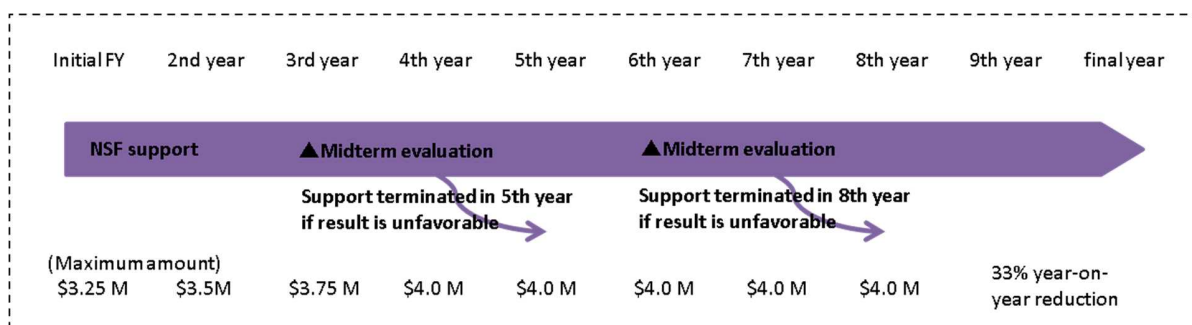 Initial FY 2nd year 3rd year 4th year 5th year 6th year 7th year 8th year 9th year final year
NSF support ▲Midterm evaluation ▲Midterm evaluation
Support terminated in 5th year
if result is unfavorable
Support terminated in 8th year
if result is unfavorable
(Maximum amount)
$3.25 M $3.5M $3.75 M $4.0 M $4.0 M $4.0 M $4.0 M $4.0 M
33% year-on-
year reduction